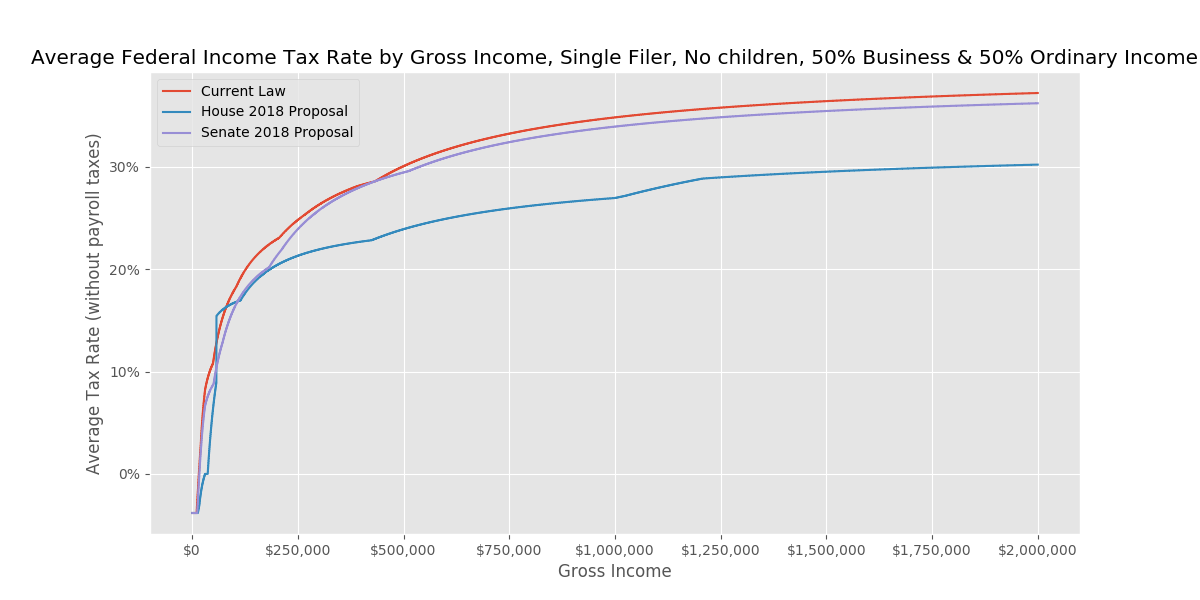 Average Federal Income Tax Rate by Gross Income, Single Filer, No children, 50% Business & 50% Ordinary Income
Current Law
House 2018 Proposal
Senate 2018 Proposal
Average Tax Rate (without payroll taxes)
30%
20%
10%
0%
$0
$250,000
$500,000
$750,000
$1,000,000
$1,250,000
$1,500,000
$1,750,000
$2,000,000
Gross Income